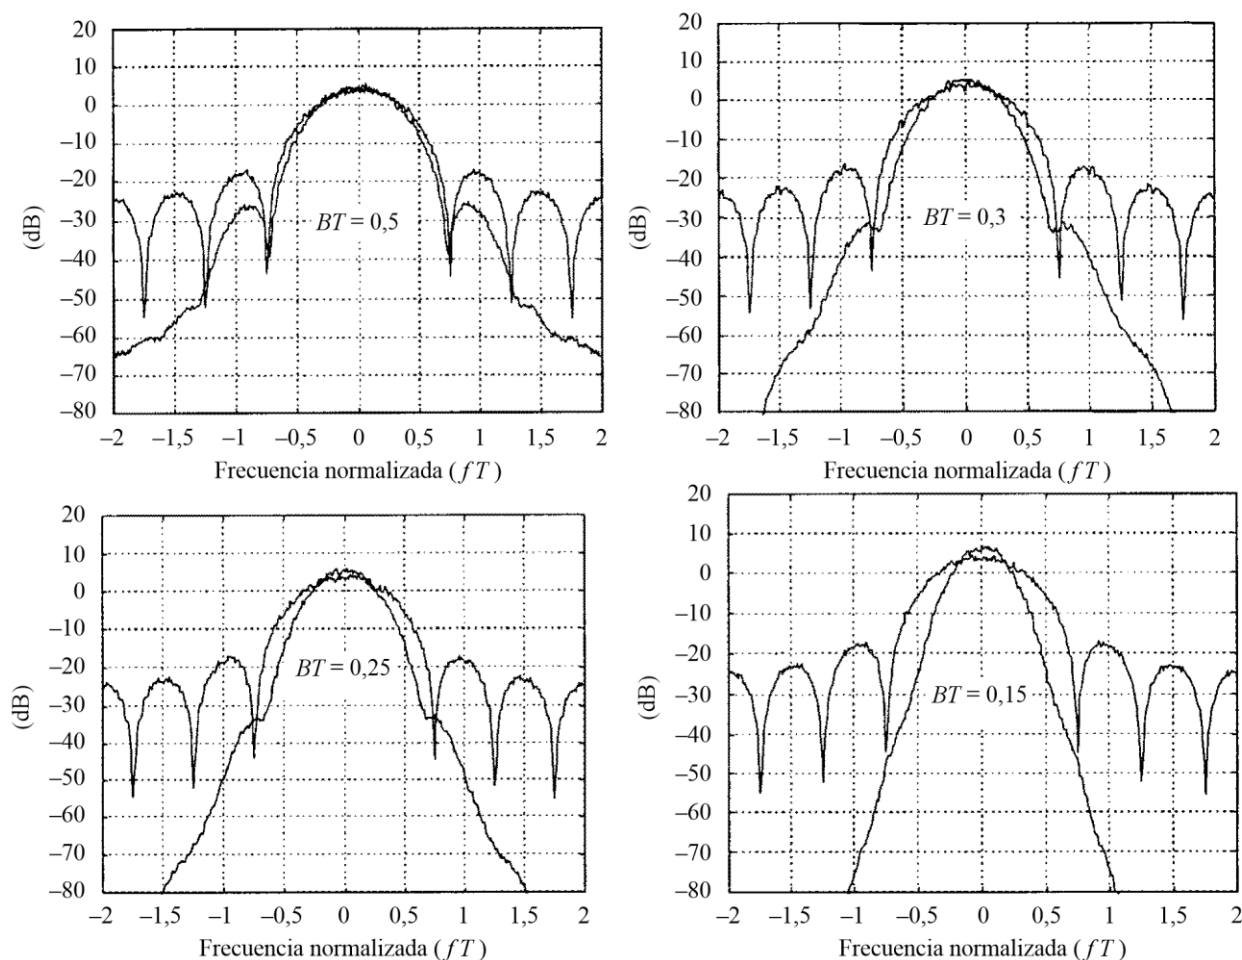 20
10
0
–10
–20
–30
–40
–50
–60
–70
–80
(dB)
BT = 0,5
–2 –1,5 –1 –0,5 0 0,5 1 1,5 2
Frecuencia normalizada (f T)
20
10
0
–10
–20
–30
–40
–50
–60
–70
–80
(dB)
BT = 0,3
–2 –1,5 –1 –0,5 0 0,5 1 1,5 2
Frecuencia normalizada (f T)
20
10
0
–10
–20
–30
–40
–50
–60
–70
–80
(dB)
BT = 0,25
–2 –1,5 –1 –0,5 0 0,5 1 1,5 2
Frecuencia normalizada (f T)
20
10
0
–10
–20
–30
–40
–50
–60
–70
–80
(dB)
BT = 0,15
–2 –1,5 –1 –0,5 0 0,5 1 1,5 2
Frecuencia normalizada (f T)